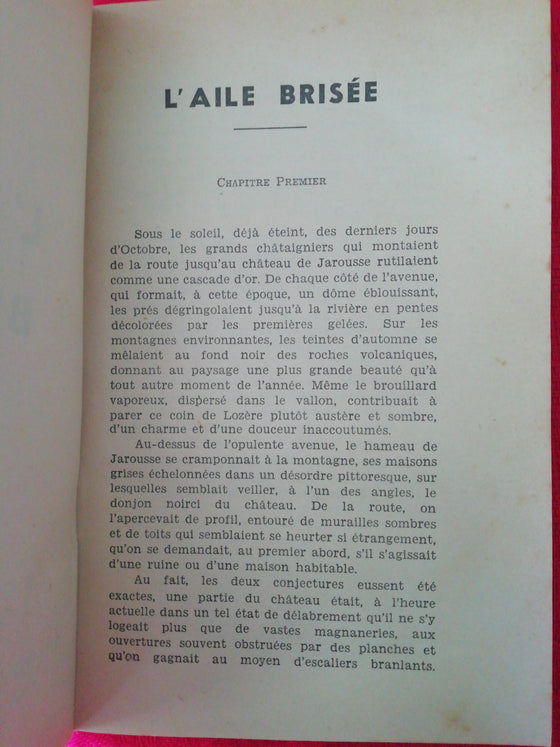 L'AILE BRISÉE
CHAPITRE PREMIER
Sous le soleil, déjà éteint, des derniers jours
d'Octobre, les grands châtaigniers qui montaient
de la route jusqu'au château de Jarousse rutilaient
comme une cascade d'or. De chaque côté de l'avenue,
qui formait, à cette époque, un dôme éblouissant,
les prés dégringolaient jusqu'à la rivière en pentes
décolorées par les premières gelées. Sur les
montagnes environnantes, les teintes d'automne se
mêlaient au fond noir des roches volcaniques,
donnant au paysage une plus grande beauté qu'à
tout autre moment de l'année. Même le brouillard
vaporeux, dispersé dans le vallon, contribuait à
parer ce coin de Lozère plutôt austère et sombre,
d'un charme et d'une douceur inaccoutumés.
Au-dessus de l'opulente avenue, le hameau de
Jarousse se cramponnait à la montagne, ses maisons
grises échelonnées dans un désordre pittoresque, sur
lesquelles semblait veiller, à l'un des angles, le
donjon noirci du château. De la route, on
l'apercevait de profil, entouré de murailles sombres
et de toits qui semblaient se heurter si étrangement,
qu'on se demandait, au premier abord, s'il s'agissait
d'une ruine ou d'une maison habitable.
Au fait, les deux conjectures eussent été
exactes, une partie du château était, à l'heure
actuelle dans un tel état de délabrement qu'il ne s'y
logeait plus que de vastes magnaneries, aux
ouvertures souvent obstruées par des planches et
qu'on gagnait au moyen d'escaliers branlants.